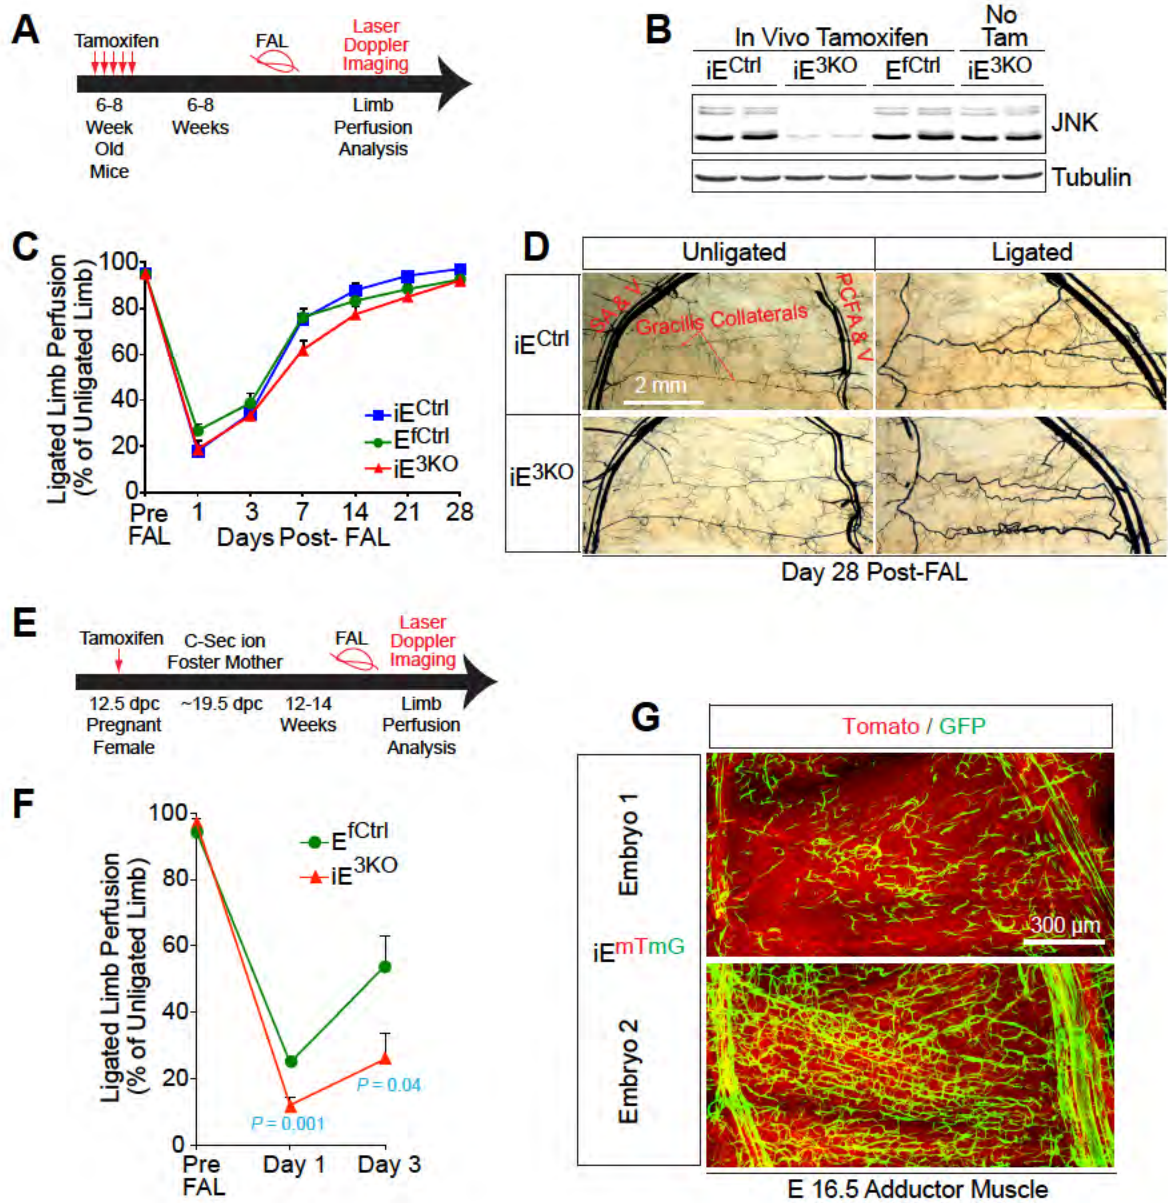 A
Tamoxifen
FAL
Laser
Doppler
Imaging
6-8
Week
Old
Mice
6-8
Weeks
Limb
Perfusion
Analysis
B
In Vivo Tamoxifen
No
Tam
iECtrl
iE3KO
EfCtrl
iE3KO
JNK
Tubulin
C
Ligated Limb Perfusion
(% of Unligated Limb)
100
80
60
40
20
0
iECtrl
EfCtrl
iE3KO
Pre
FAL
1
3
7
14
21
28
Days Post- FAL
D
Unligated
Ligated
iECtrl
SA & V
Gracilis Collaterals
PCFA & V
2 mm
iE3KO
Day 28 Post-FAL
E
Tamoxifen
C-Sec ion
Foster Mother
FAL
Laser
Doppler
Imaging
12.5 dpc
Pregnant
Female
~19.5 dpc
12-14
Weeks
Limb
Perfusion
Analysis
F
Ligated Limb Perfusion
(% of Unligated Limb)
100
80
60
40
20
0
EfCtrl
iE3KO
P = 0.001
P = 0.04
Pre
FAL
Day 1
Day 3
G
Tomato / GFP
iEmTmG
Embryo 1
300 µm
Embryo 2
E 16.5 Adductor Muscle